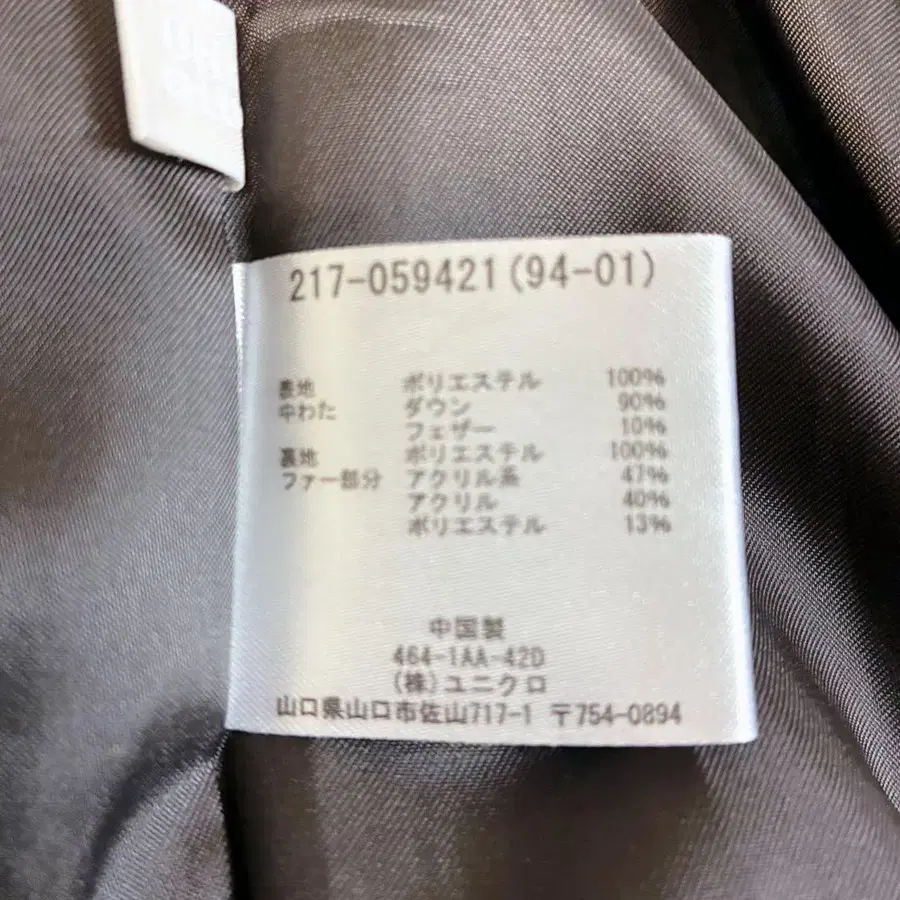 217-059421(94-01)
表地 ポリエステル 100%
中わた ダウン 90%
フェザー 10%
裏地 ポリエステル 100%
ファー部分 アクリル系 47%
アクリル 40%
ポリエステル 13%
中国製
464-1AA-42D
(株)ユニクロ
山口県山口市佐山717-1 〒754-0894